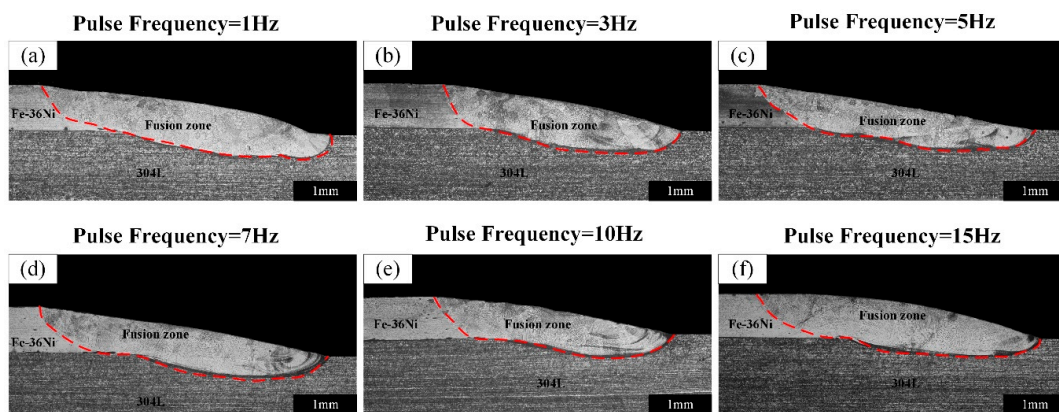 Pulse Frequency=1Hz
Pulse Frequency=3Hz
Pulse Frequency=5Hz
(a)
Fe-36Ni
Fusion zone
304L
1mm
(b)
Fe-36Ni
Fusion zone
304L
1mm
(c)
Fe-36Ni
Fusion zone
304L
1mm
Pulse Frequency=7Hz
Pulse Frequency=10Hz
Pulse Frequency=15Hz
(d)
Fe-36Ni
Fusion zone
304L
1mm
(e)
Fe-36Ni
Fusion zone
304L
1mm
(f)
Fe-36Ni
Fusion zone
304L
1mm